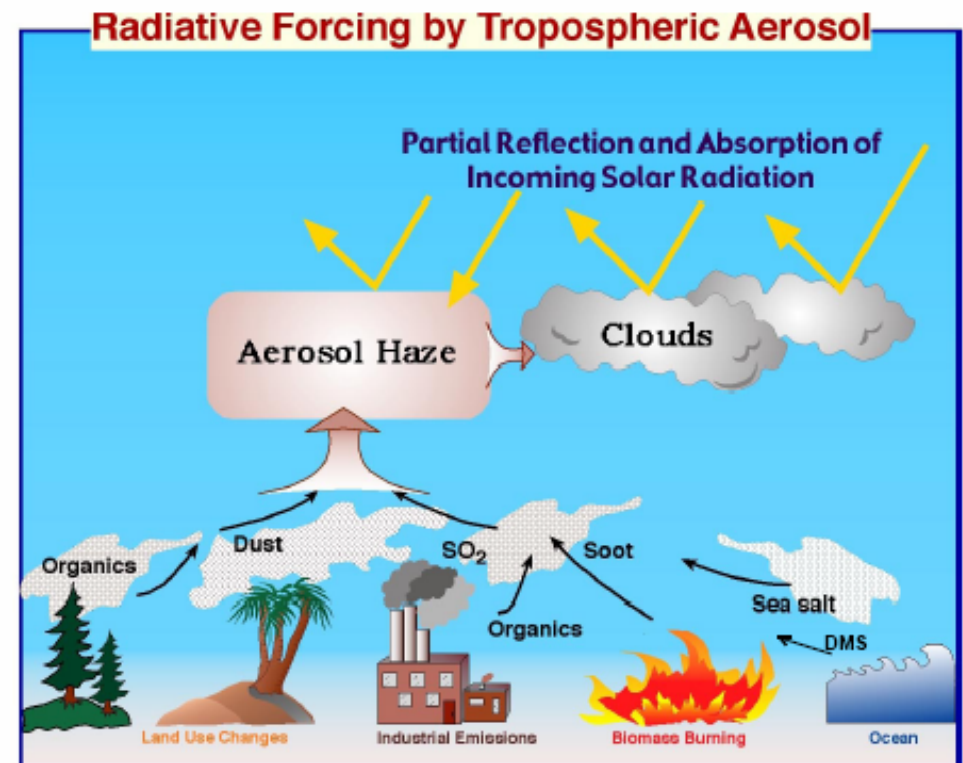 Radiative Forcing by Tropospheric Aerosol
Partial Reflection and Absorption of
Incoming Solar Radiation
Aerosol Haze
Clouds
Organics
Dust
SO2
Soot
Organics
Sea salt
DMS
Land Use Changes
Industrial Emissions
Biomass Burning
Ocean